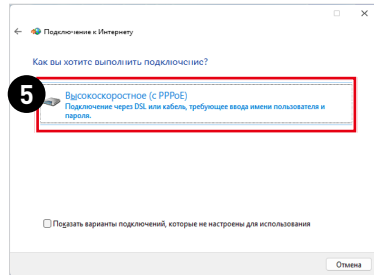 Подключение к Интернету
Как вы хотите выполнить подключение?
5
Высокоскоростное (с PPPoE)
Подключение через DSL или кабель, требующее ввода имени пользователя и
пароля.
Показать варианты подключений, которые не настроены для использования
Отмена